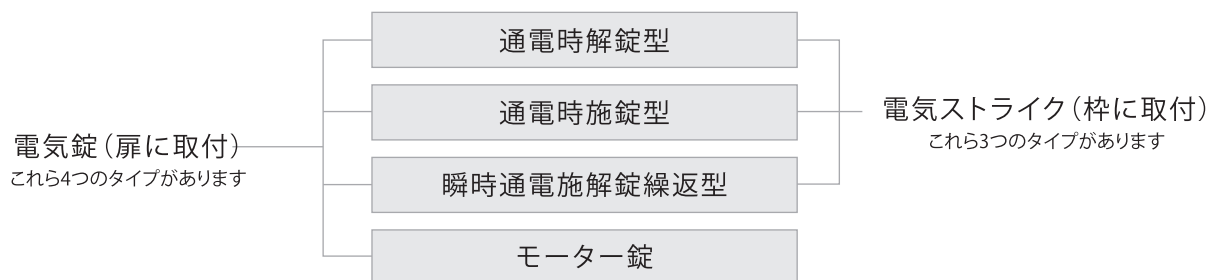 電気錠（扉に取付）
これら4つのタイプがあります
通電時解錠型
通電時施錠型
瞬時通電施解錠繰返型
モーター錠
電気ストライク（枠に取付）
これら3つのタイプがあります